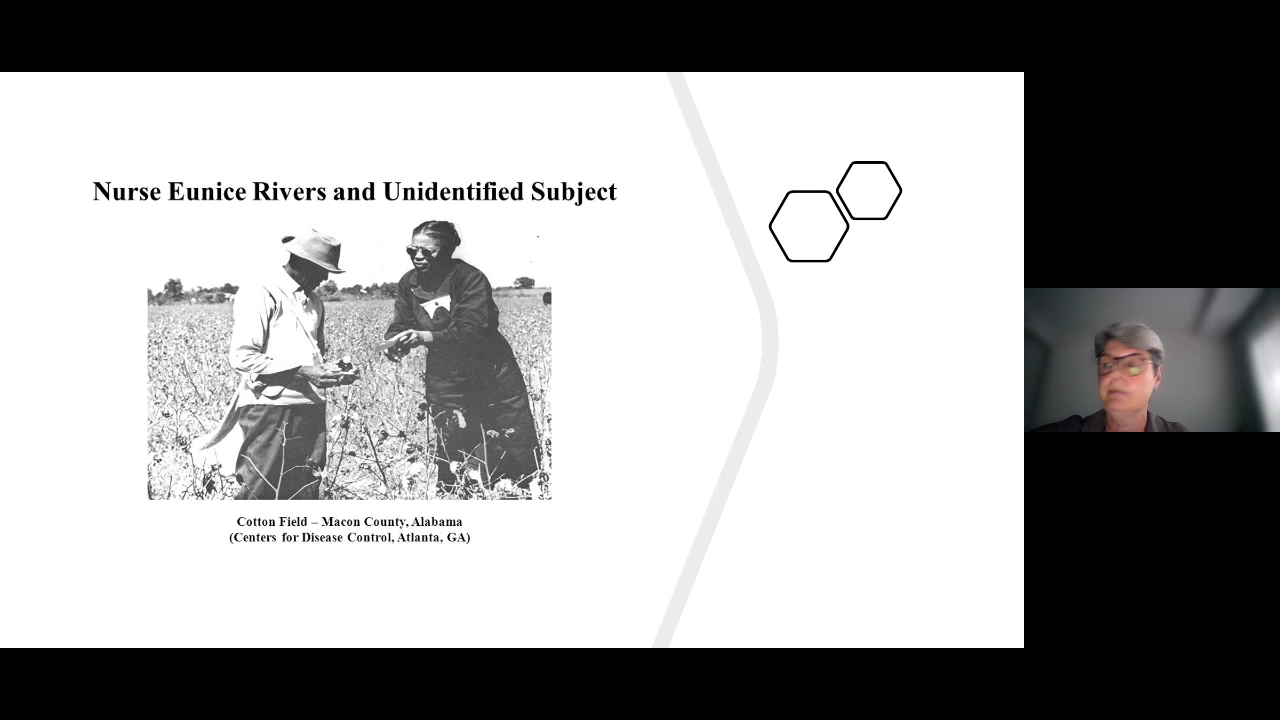 Nurse Eunice Rivers and Unidentified Subject
Cotton Field – Macon County, Alabama
(Centers for Disease Control, Atlanta, GA)